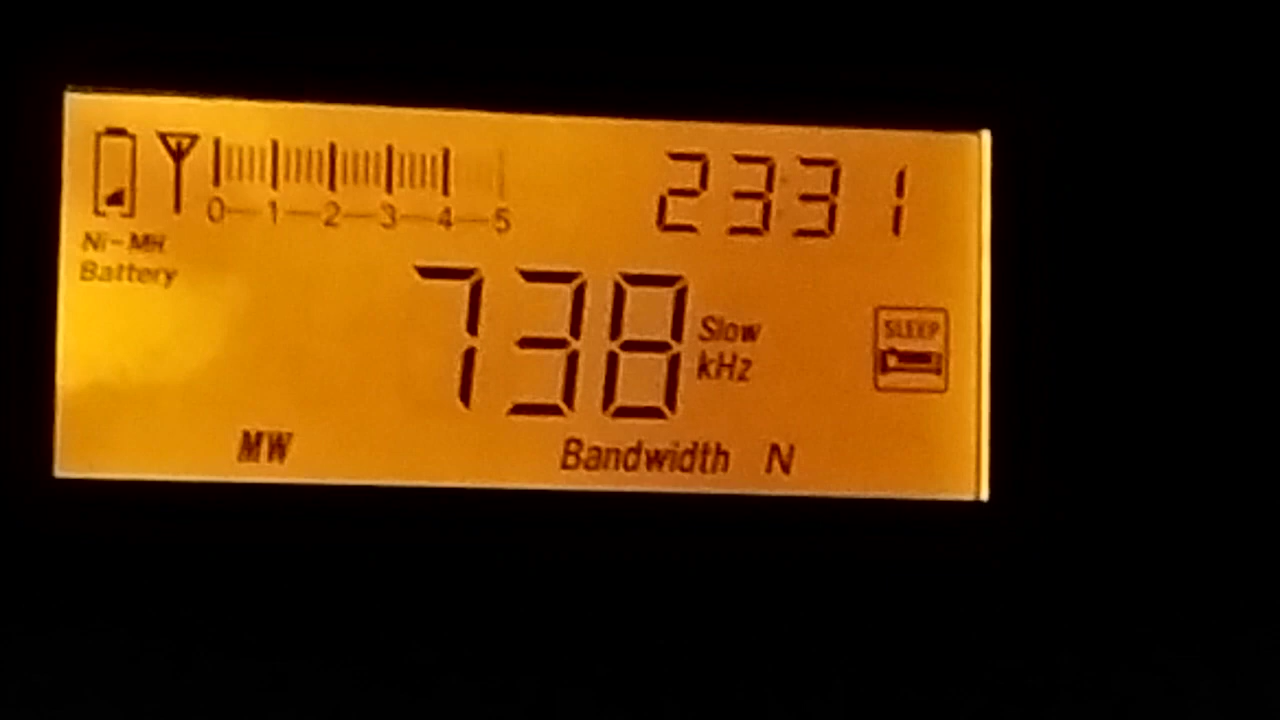 2331
0—1—2—3—4—5
Ni-MH
Battery
738
Slow
kHz
SLEEP
MW
Bandwidth N